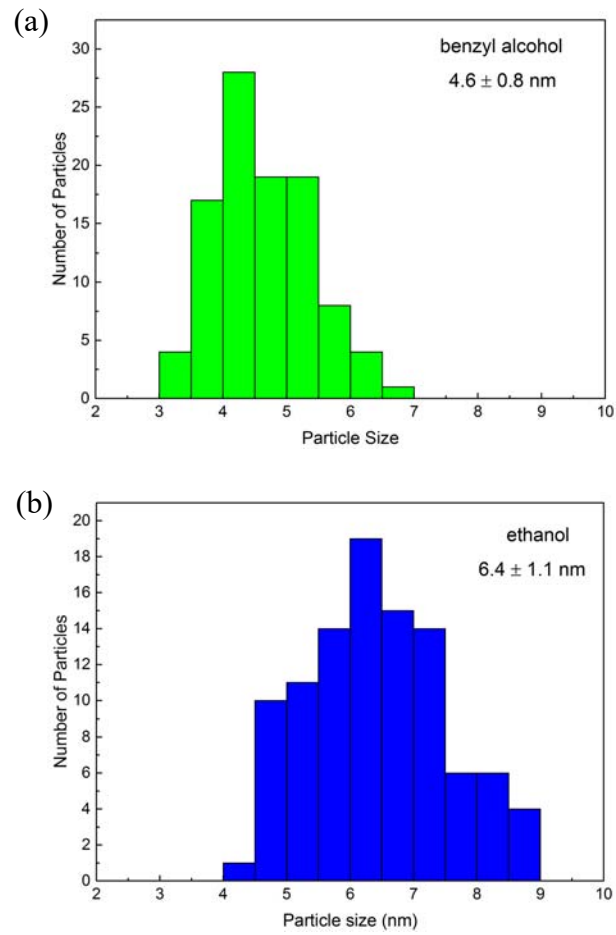 (a)
benzyl alcohol
4.6 ± 0.8 nm
Number of Particles
30
25
20
15
10
5
0
2 3 4 5 6 7 8 9 10
Particle Size
(b)
ethanol
6.4 ± 1.1 nm
Number of Particles
20
18
16
14
12
10
8
6
4
2
0
2 3 4 5 6 7 8 9 10
Particle size (nm)